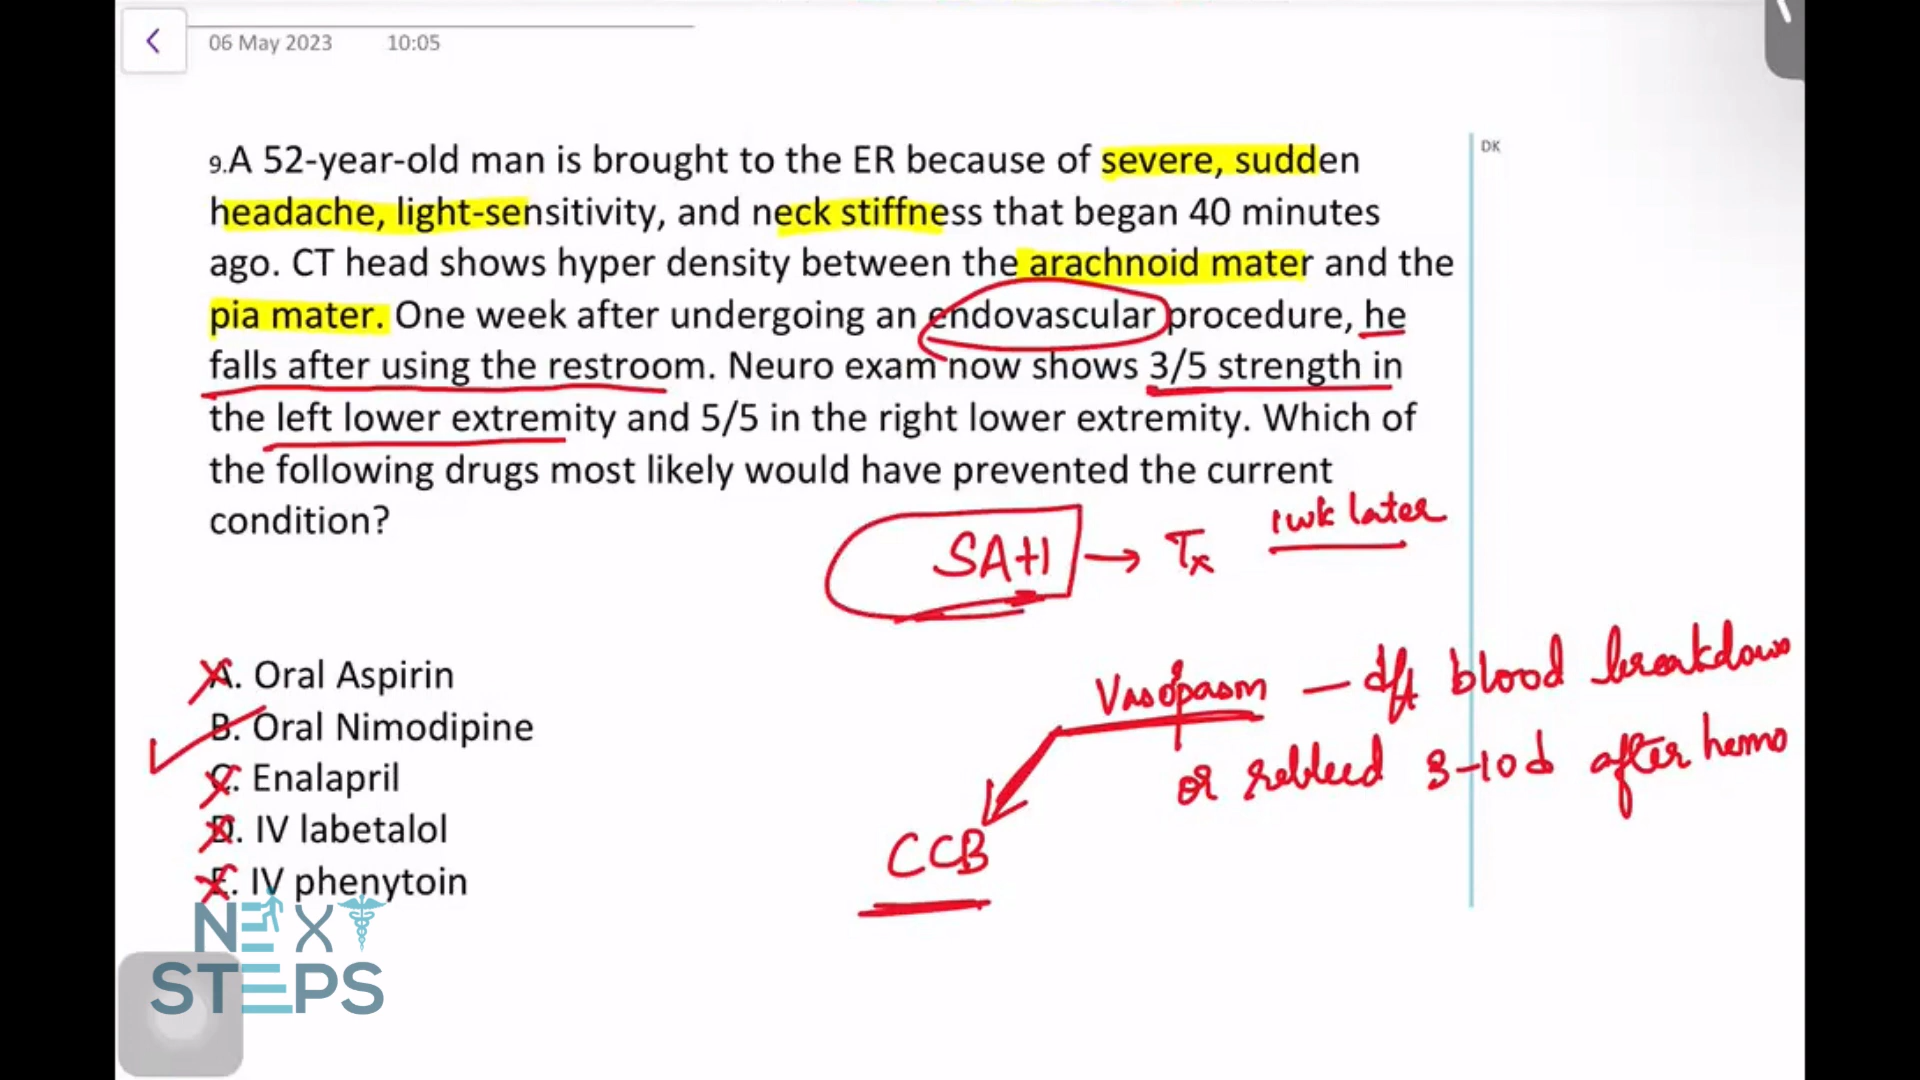 06 May 2023 10:05
DK
9.A 52-year-old man is brought to the ER because of severe, sudden
headache, light-sensitivity, and neck stiffness that began 40 minutes
ago. CT head shows hyper density between the arachnoid mater and the
pia mater. One week after undergoing an endovascular procedure, he
falls after using the restroom. Neuro exam now shows 3/5 strength in
the left lower extremity and 5/5 in the right lower extremity. Which of
the following drugs most likely would have prevented the current
condition?
SAH → Tx 1wk later
A. Oral Aspirin
B. Oral Nimodipine
C. Enalapril
D. IV labetalol
E. IV phenytoin
Vasospasm — blood breakdown
or rebleed 3-10d after hemo
CCB
NEXT
STEPS